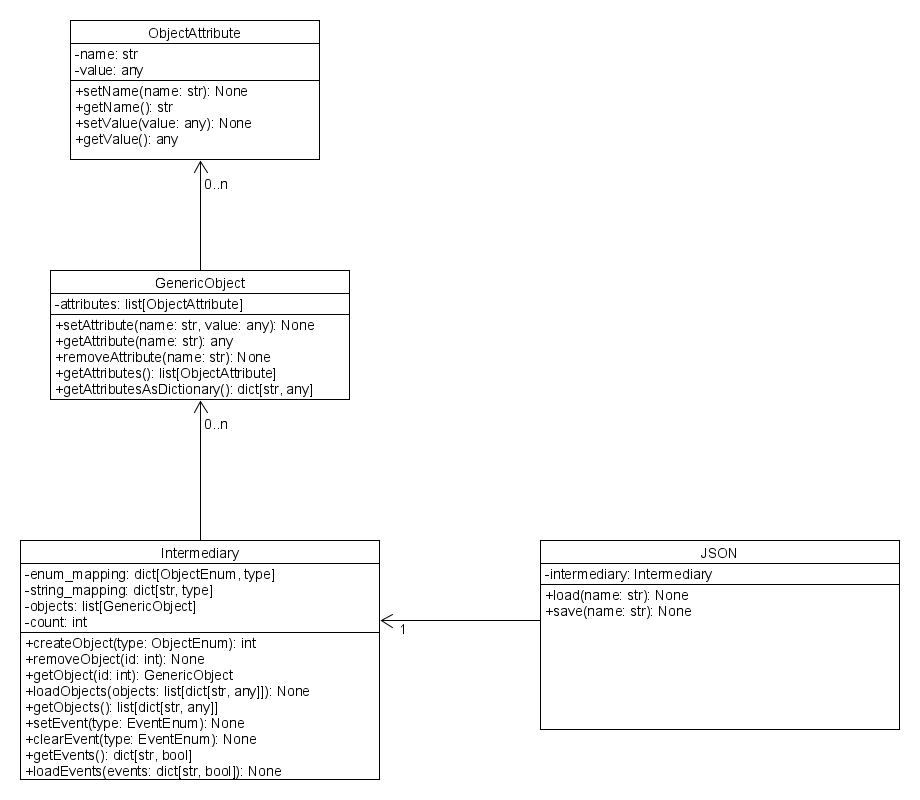 ObjectAttribute
-name: str
-value: any
+setName(name: str): None
+getName(): str
+setValue(value: any): None
+getValue(): any
0..n
GenericObject
-attributes: list[ObjectAttribute]
+setAttribute(name: str, value: any): None
+getAttribute(name: str): any
+removeAttribute(name: str): None
+getAttributes(): list[ObjectAttribute]
+getAttributesAsDictionary(): dict[str, any]
0..n
Intermediary
-enum_mapping: dict[ObjectEnum, type]
-string_mapping: dict[str, type]
-objects: list[GenericObject]
-count: int
+createObject(type: ObjectEnum): int
+removeObject(id: int): None
+getObject(id: int): GenericObject
+loadObjects(objects: list[dict[str, any]]): None
+getObjects(): list[dict[str, any]]
+setEvent(type: EventEnum): None
+clearEvent(type: EventEnum): None
+getEvents(): dict[str, bool]
+loadEvents(events: dict[str, bool]): None
1
JSON
-intermediary: Intermediary
+load(name: str): None
+save(name: str): None